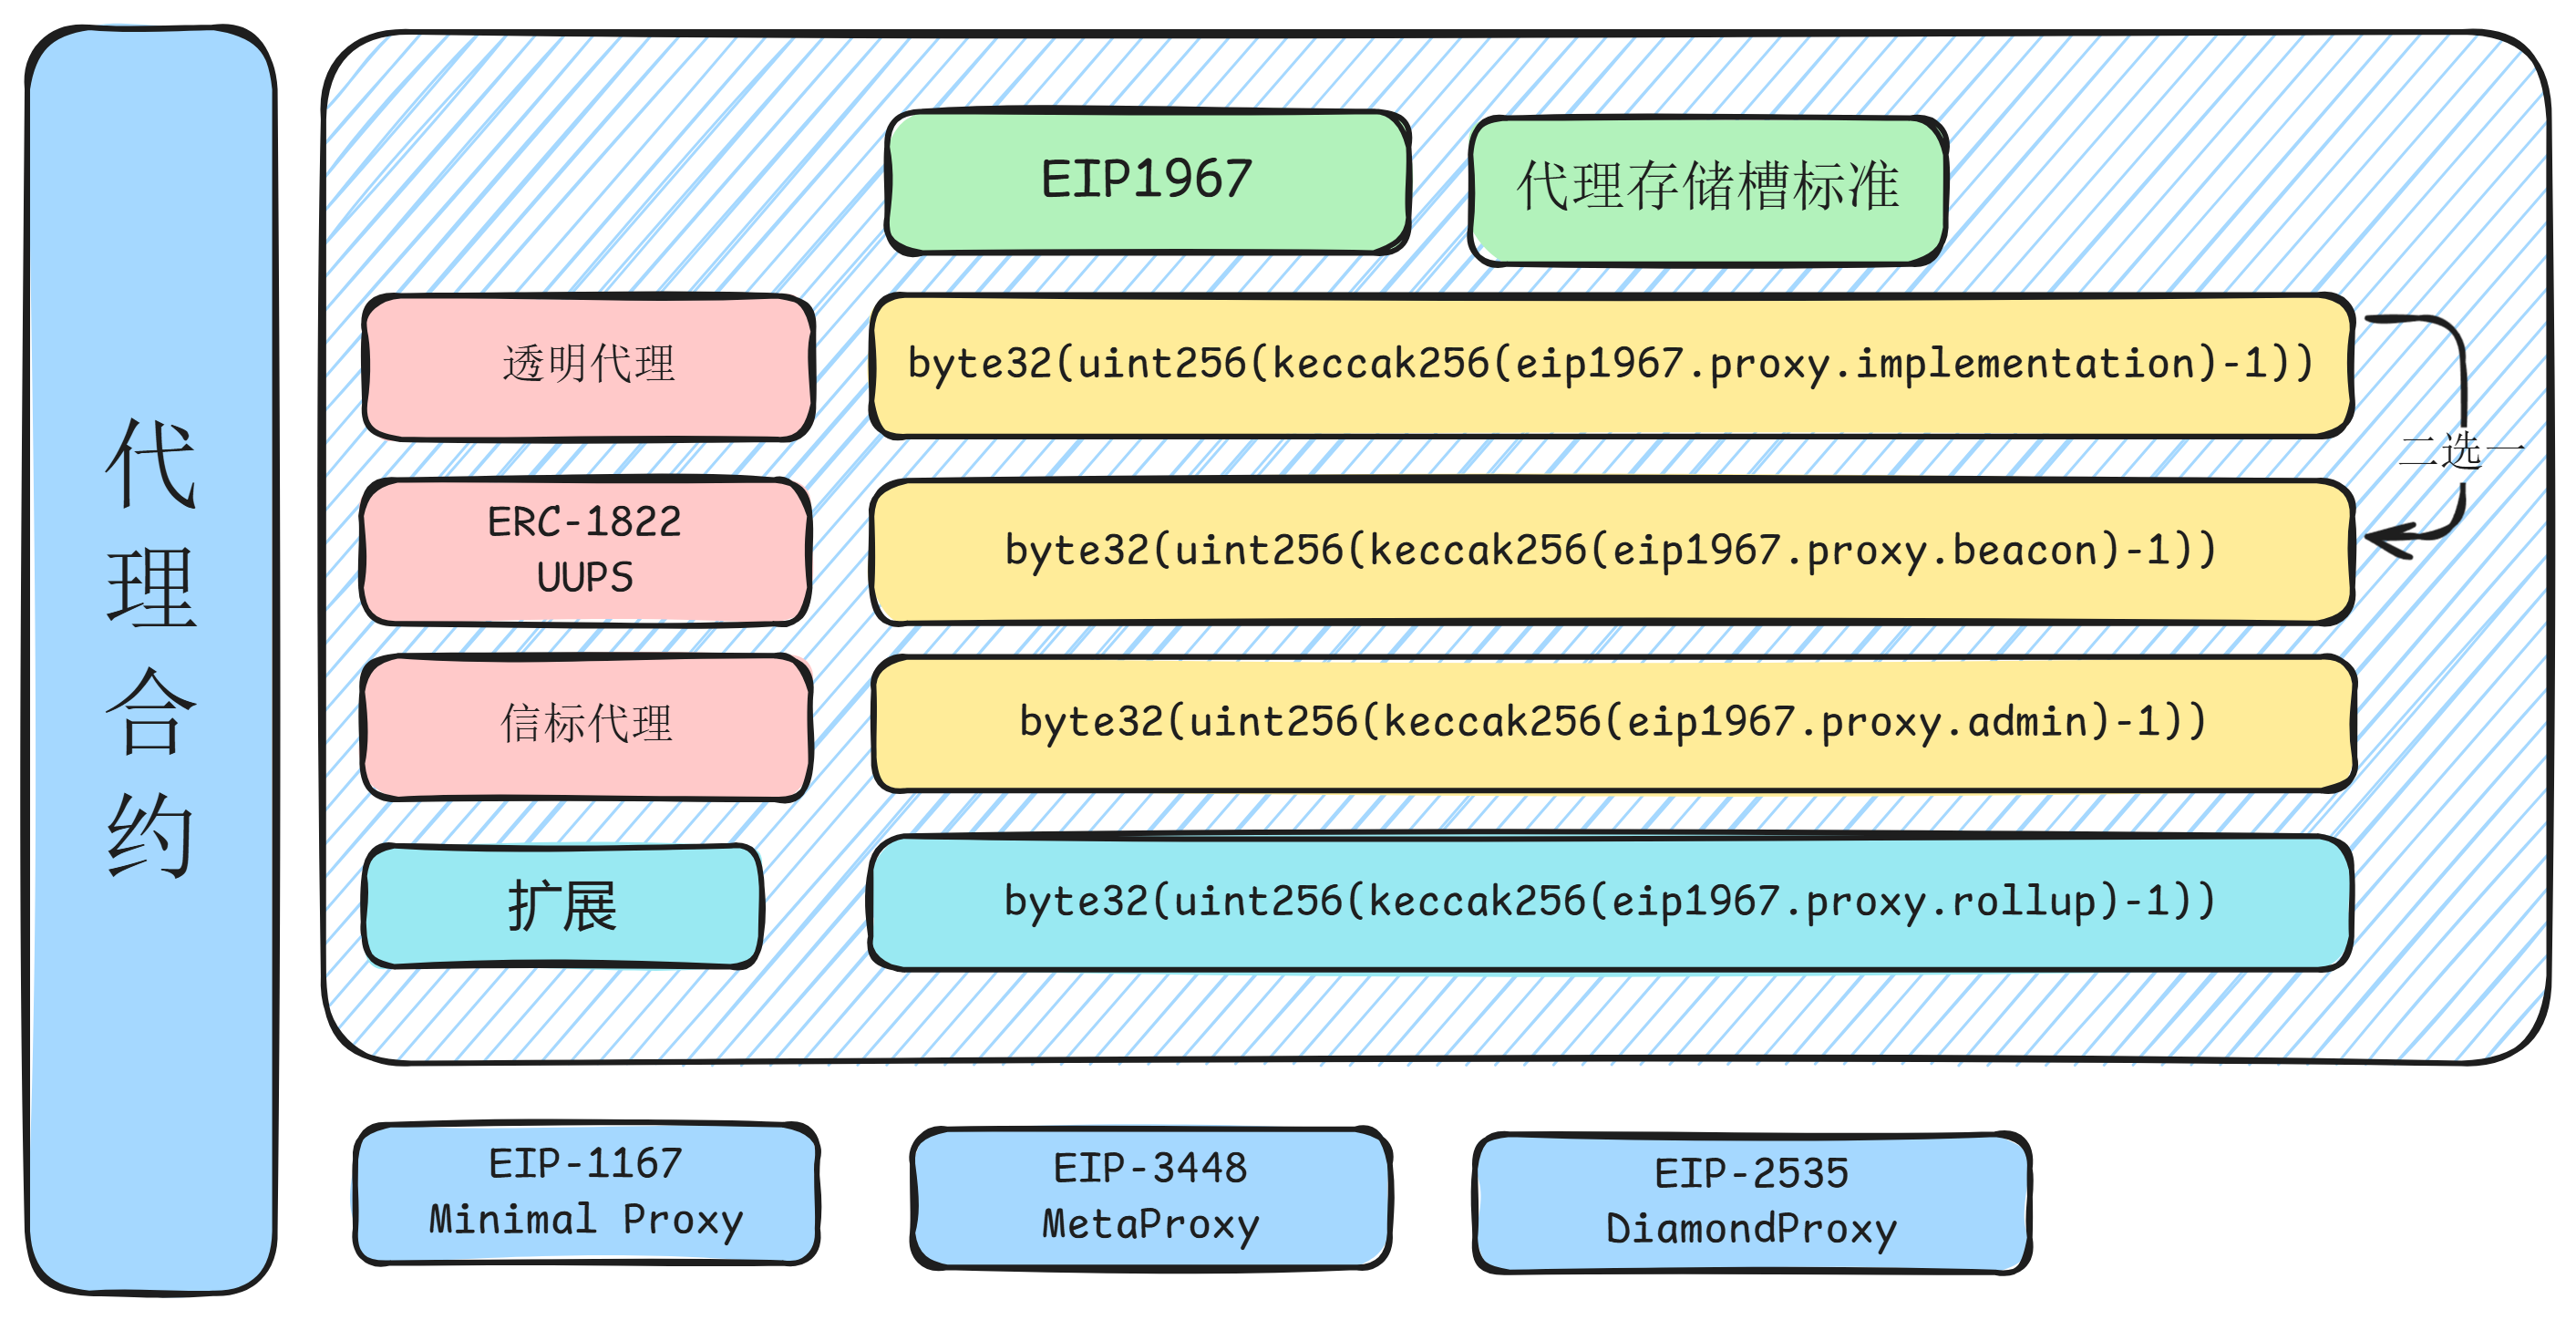 代理合约
EIP1967
代理存储槽标准
透明代理
byte32(uint256(keccak256(eip1967.proxy.implementation)-1))
二选一
ERC-1822
UUPS
byte32(uint256(keccak256(eip1967.proxy.beacon)-1))
信标代理
byte32(uint256(keccak256(eip1967.proxy.admin)-1))
扩展
byte32(uint256(keccak256(eip1967.proxy.rollup)-1))
EIP-1167
Minimal Proxy
EIP-3448
MetaProxy
EIP-2535
DiamondProxy